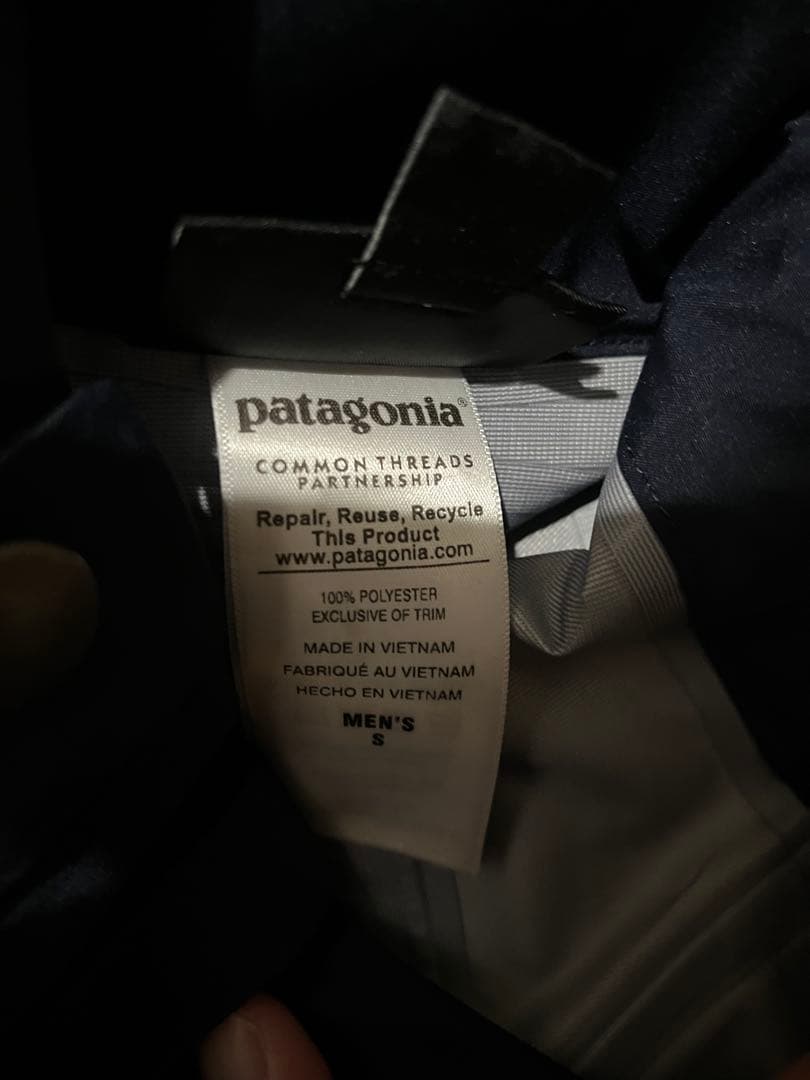 patagonia®
COMMON THREADS
PARTNERSHIP
Repair, Reuse, Recycle
This Product
www.patagonia.com
100% POLYESTER
EXCLUSIVE OF TRIM
MADE IN VIETNAM
FABRIQUÉ AU VIETNAM
HECHO EN VIETNAM
MEN'S
S